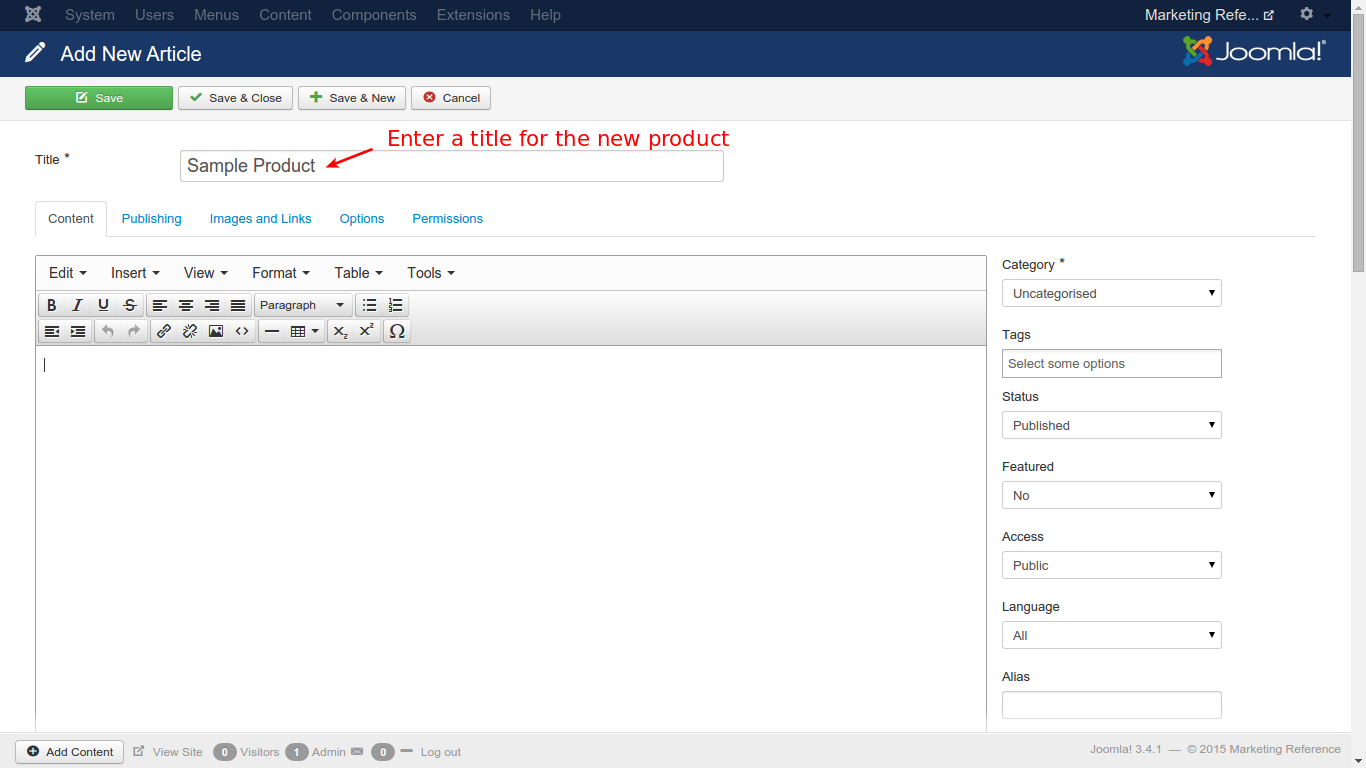 System Users Menus Content Components Extensions Help Marketing Refe...
Add New Article Joomla!®
Save Save & Close Save & New Cancel
Enter a title for the new product
Title *
Sample Product
Content Publishing Images and Links Options Permissions
Edit Insert View Format Table Tools
B I U S Paragraph
X₂ X² Ω
Category *
Uncategorised
Tags
Select some options
Status
Published
Featured
No
Access
Public
Language
All
Alias
Add Content View Site 0 Visitors 1 Admin 0 Log out Joomla! 3.4.1 — © 2015 Marketing Reference